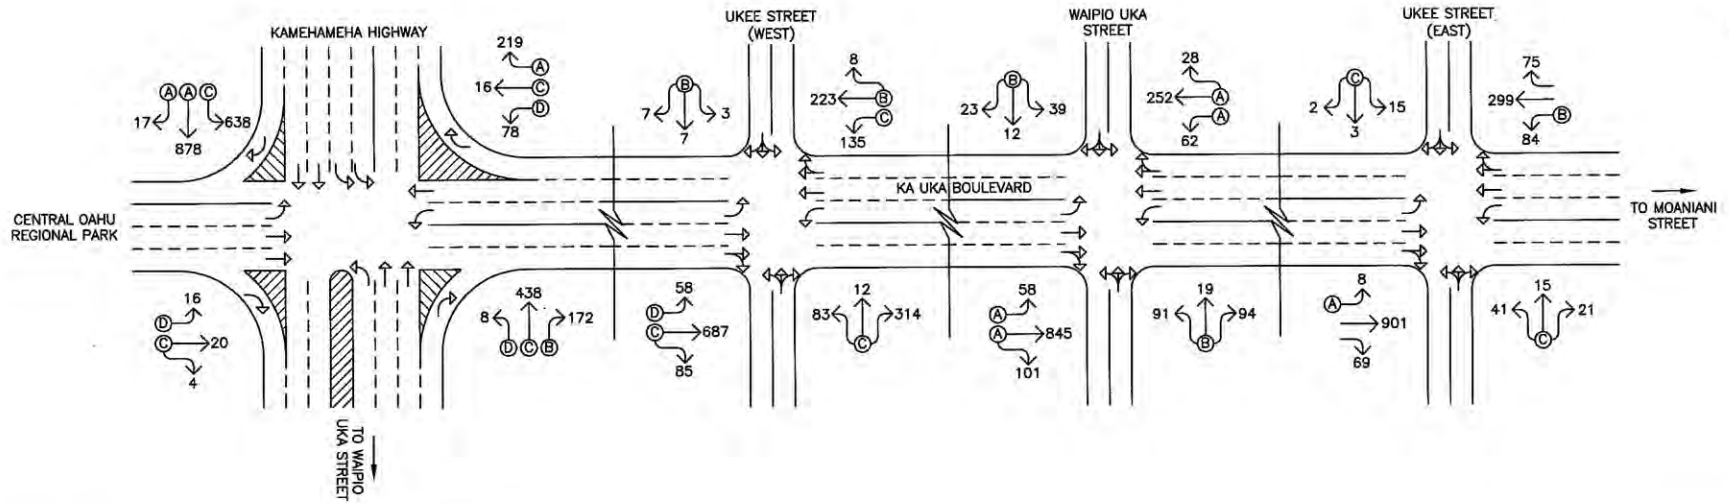 KAMEHAMEHA HIGHWAY
UKEE STREET
(WEST)
WAIPIO UKA
STREET
UKEE STREET
(EAST)
17
A A C
638
878
219
A
16 C
D
78
B
7 3
7
8
223 B
C
135
B
23 39
12
28
252 A
A
62
C
2 15
3
75
299
B
84
CENTRAL OAHU
REGIONAL PARK
KA UKA BOULEVARD
TO MOANIANI
STREET
16
D
C 20
4
438
8 172
D C B
58
D
C 687
85
12
83 314
C
58
A
A 845
101
19
91 94
B
8
A
901
69
15
41 21
C
TO WAIPIO
UKA STREET